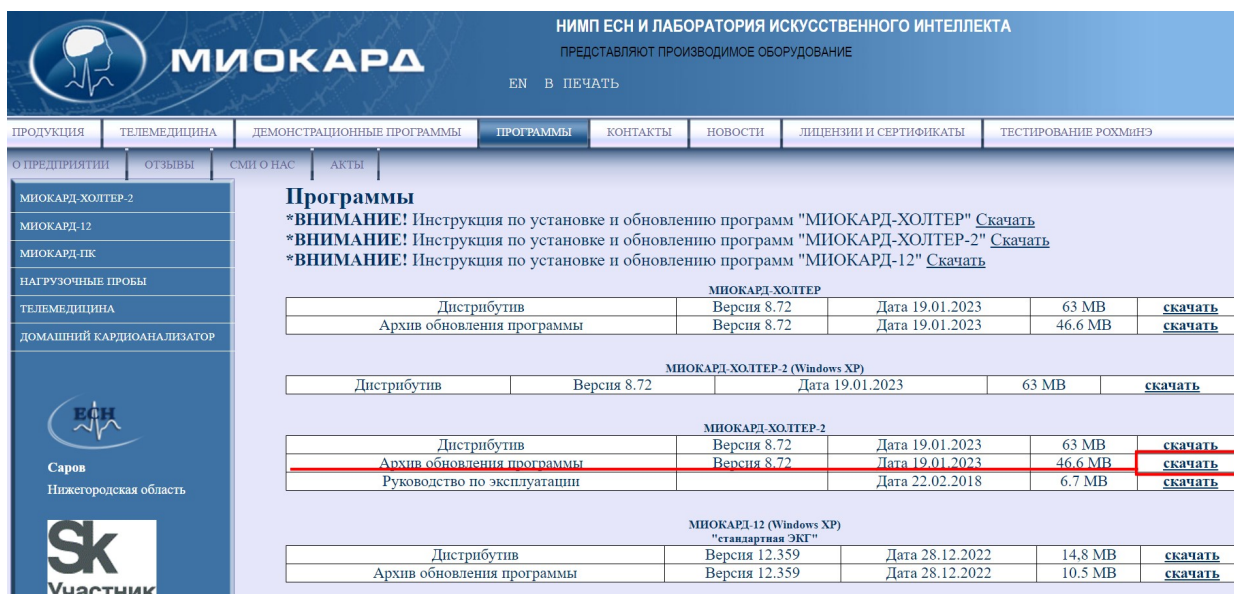 НИМП ЕСН И ЛАБОРАТОРИЯ ИСКУССТВЕННОГО ИНТЕЛЛЕКТА
ПРЕДСТАВЛЯЮТ ПРОИЗВОДИМОЕ ОБОРУДОВАНИЕ
МИОКАРД
EN В ПЕЧАТЬ
ПРОДУКЦИЯ ТЕЛЕМЕДИЦИНА ДЕМОНСТРАЦИОННЫЕ ПРОГРАММЫ ПРОГРАММЫ КОНТАКТЫ НОВОСТИ ЛИЦЕНЗИИ И СЕРТИФИКАТЫ ТЕСТИРОВАНИЕ РОХМиНЭ
О ПРЕДПРИЯТИИ ОТЗЫВЫ СМИ О НАС АКТЫ
МИОКАРД-ХОЛТЕР-2
МИОКАРД-12
МИОКАРД-ПК
НАГРУЗОЧНЫЕ ПРОБЫ
ТЕЛЕМЕДИЦИНА
ДОМАШНИЙ КАРДИОАНАЛИЗАТОР
ЕСН
Саров
Нижегородская область
Sk
Участник
Программы
*ВНИМАНИЕ! Инструкция по установке и обновлению программ "МИОКАРД-ХОЛТЕР" Скачать
*ВНИМАНИЕ! Инструкция по установке и обновлению программ "МИОКАРД-ХОЛТЕР-2" Скачать
*ВНИМАНИЕ! Инструкция по установке и обновлению программ "МИОКАРД-12" Скачать
МИОКАРД-ХОЛТЕР
Дистрибутив Версия 8.72 Дата 19.01.2023 63 MB скачать
Архив обновления программы Версия 8.72 Дата 19.01.2023 46.6 MB скачать
МИОКАРД-ХОЛТЕР-2 (Windows XP)
Дистрибутив Версия 8.72 Дата 19.01.2023 63 MB скачать
МИОКАРД-ХОЛТЕР-2
Дистрибутив Версия 8.72 Дата 19.01.2023 63 MB скачать
Архив обновления программы Версия 8.72 Дата 19.01.2023 46.6 MB скачать
Руководство по эксплуатации Дата 22.02.2018 6.7 MB скачать
МИОКАРД-12 (Windows XP)
"стандартная ЭКГ"
Дистрибутив Версия 12.359 Дата 28.12.2022 14,8 MB скачать
Архив обновления программы Версия 12.359 Дата 28.12.2022 10.5 MB скачать